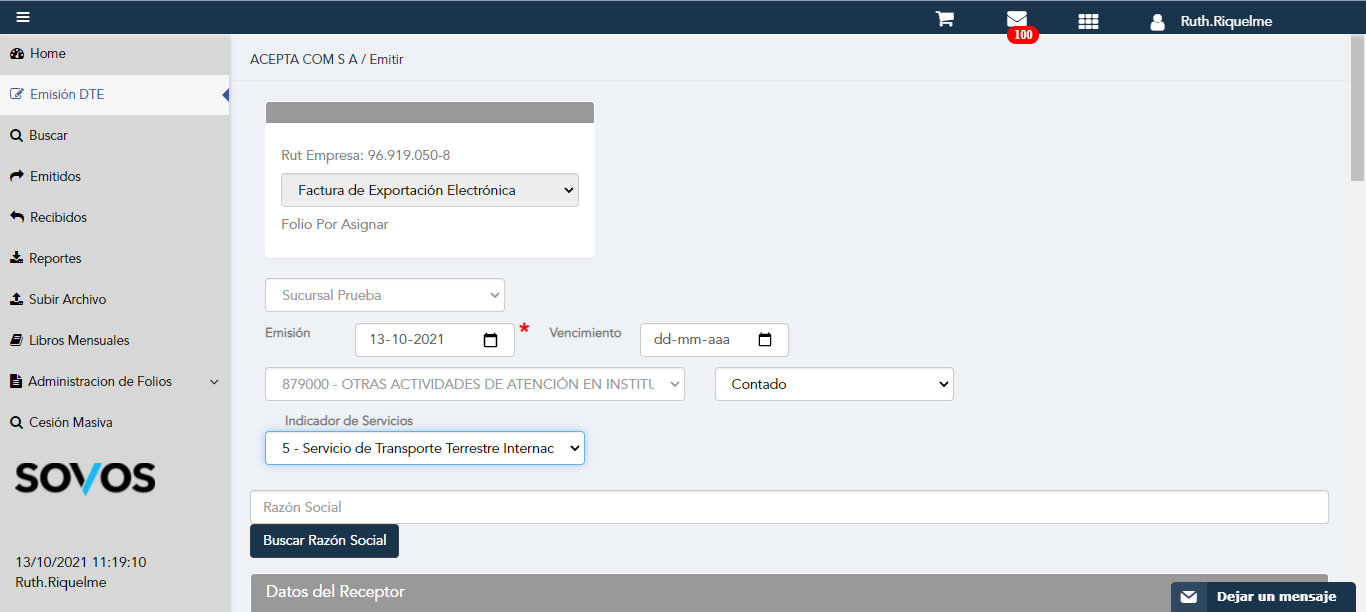 100
Ruth.Riquelme
Home
Emisión DTE
Buscar
Emitidos
Recibidos
Reportes
Subir Archivo
Libros Mensuales
Administracion de Folios
Cesión Masiva
sovos
13/10/2021 11:19:10
Ruth.Riquelme
ACEPTA COM S A / Emitir
Rut Empresa: 96.919.050-8
Factura de Exportación Electrónica
Folio Por Asignar
Sucursal Prueba
Emisión 13-10-2021 * Vencimiento dd-mm-aaa
879000 - OTRAS ACTIVIDADES DE ATENCIÓN EN INSTITU Contado
Indicador de Servicios
5 - Servicio de Transporte Terrestre Internac
Razón Social
Buscar Razón Social
Datos del Receptor
Dejar un mensaje